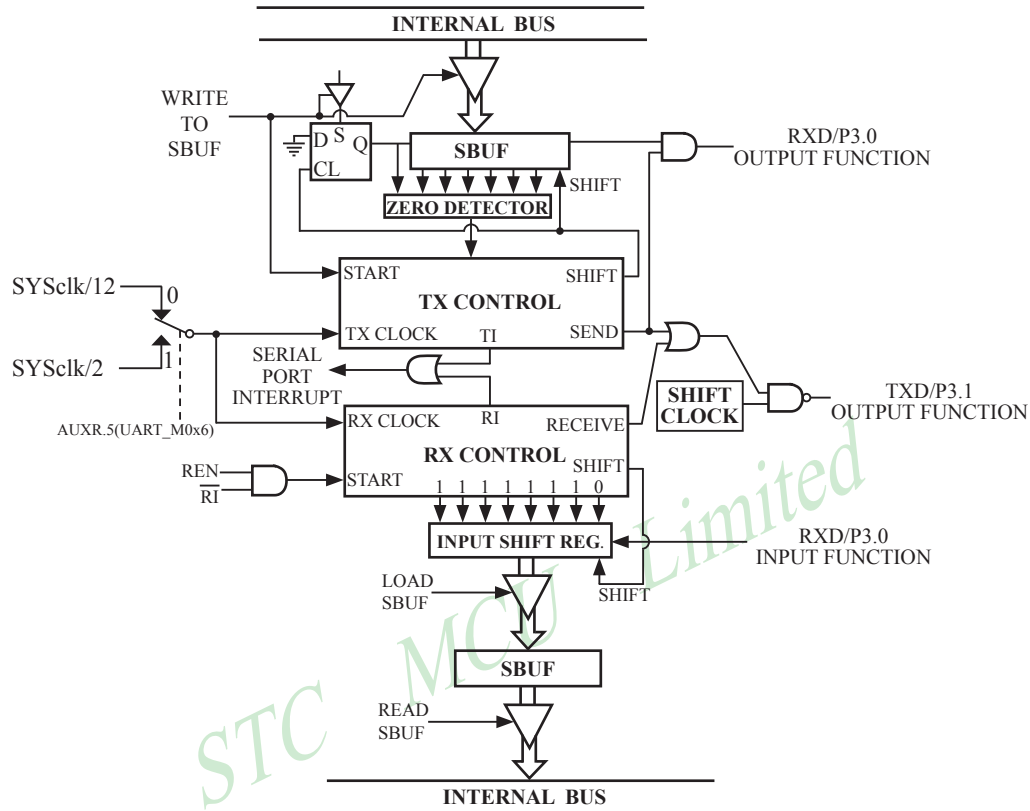 INTERNAL BUS
WRITE
TO
SBUF
D
S
Q
CL
SBUF
RXD/P3.0
OUTPUT FUNCTION
SHIFT
ZERO DETECTOR
START
SHIFT
TX CONTROL
SYSclk/12
0
TX CLOCK
TI
SEND
SYSclk/2
1
SERIAL
PORT
INTERRUPT
SHIFT
CLOCK
TXD/P3.1
OUTPUT FUNCTION
AUXR.5(UART_M0x6)
RX CLOCK
RI
RECEIVE
RX CONTROL
SHIFT
REN
RI
START
1 1 1 1 1 1 1 0
INPUT SHIFT REG.
RXD/P3.0
INPUT FUNCTION
LOAD
SBUF
SHIFT
SBUF
READ
SBUF
INTERNAL BUS
STC MCU Limited